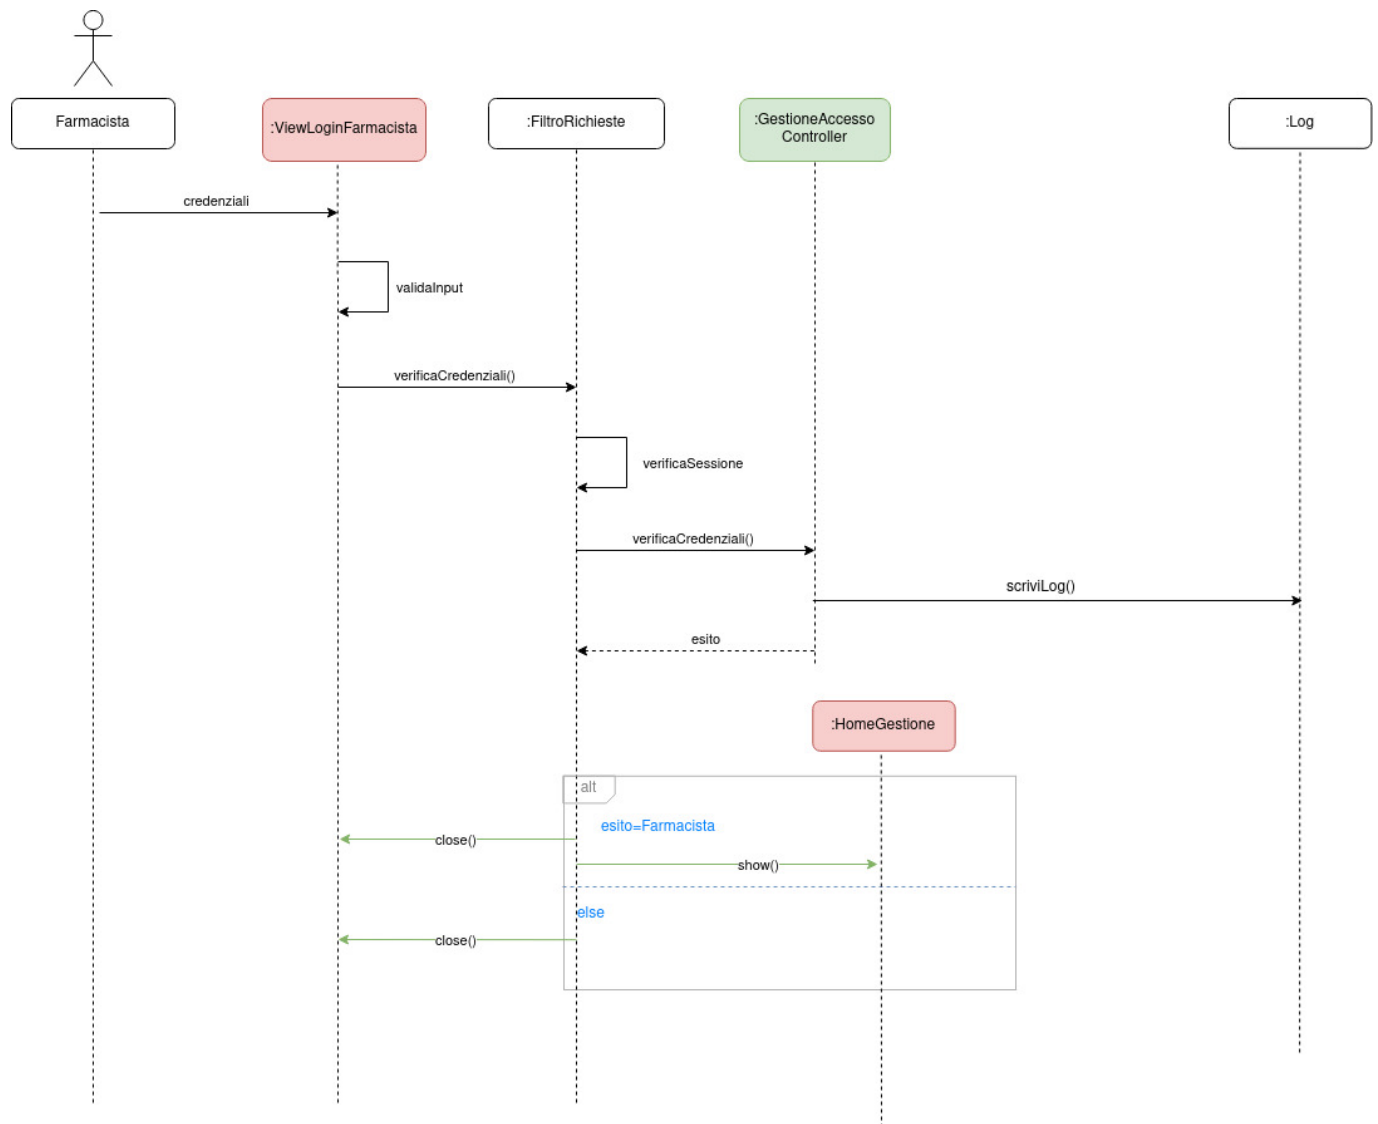 Farmacista
:ViewLoginFarmacista
:FiltroRichieste
:GestioneAccesso
Controller
:Log
credenziali
validaInput
verificaCredenziali()
verificaSessione
verificaCredenziali()
scriviLog()
esito
:HomeGestione
alt
esito=Farmacista
close()
show()
else
close()